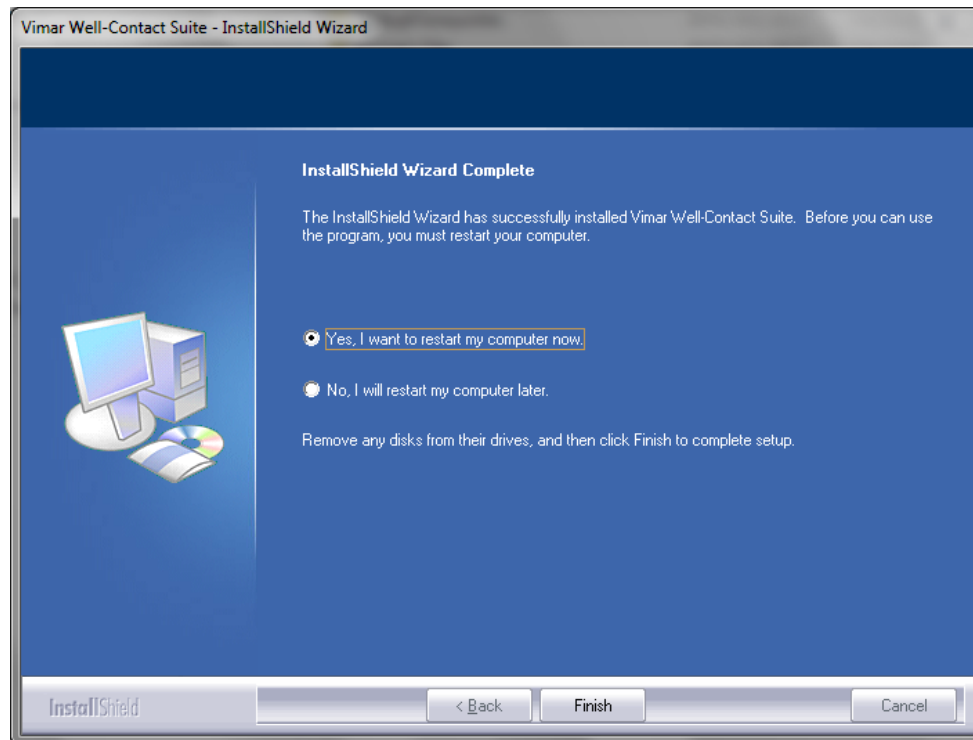 Vimar Well-Contact Suite - InstallShield Wizard
InstallShield Wizard Complete
The InstallShield Wizard has successfully installed Vimar Well-Contact Suite. Before you can use
the program, you must restart your computer.
Yes, I want to restart my computer now.
No, I will restart my computer later.
Remove any disks from their drives, and then click Finish to complete setup.
InstallShield
< Back
Finish
Cancel